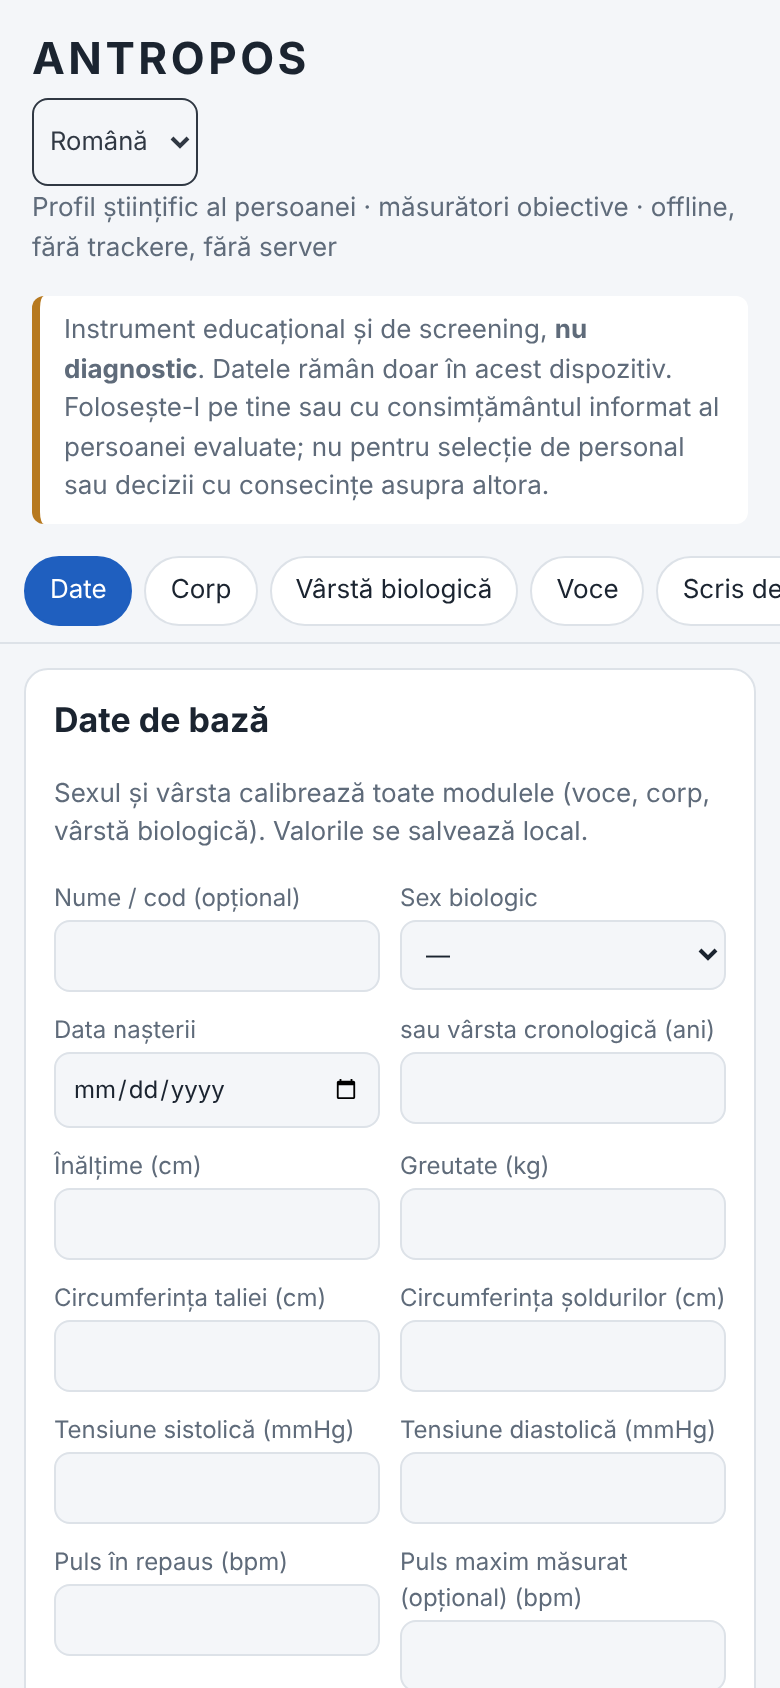 ANTROPOS
Română
Profil științific al persoanei · măsurători obiective · offline,
fără trackere, fără server
Instrument educațional și de screening, nu
diagnostic. Datele rămân doar în acest dispozitiv.
Folosește-l pe tine sau cu consimțământul informat al
persoanei evaluate; nu pentru selecție de personal
sau decizii cu consecințe asupra altora.
Date Corp Vârstă biologică Voce Scris de
Date de bază
Sexul și vârsta calibrează toate modulele (voce, corp,
vârstă biologică). Valorile se salvează local.
Nume / cod (opțional) Sex biologic
—
Data nașterii sau vârsta cronologică (ani)
mm/dd/yyyy
Înălțime (cm) Greutate (kg)
Circumferința taliei (cm) Circumferința șoldurilor (cm)
Tensiune sistolică (mmHg) Tensiune diastolică (mmHg)
Puls în repaus (bpm) Puls maxim măsurat
(opțional) (bpm)